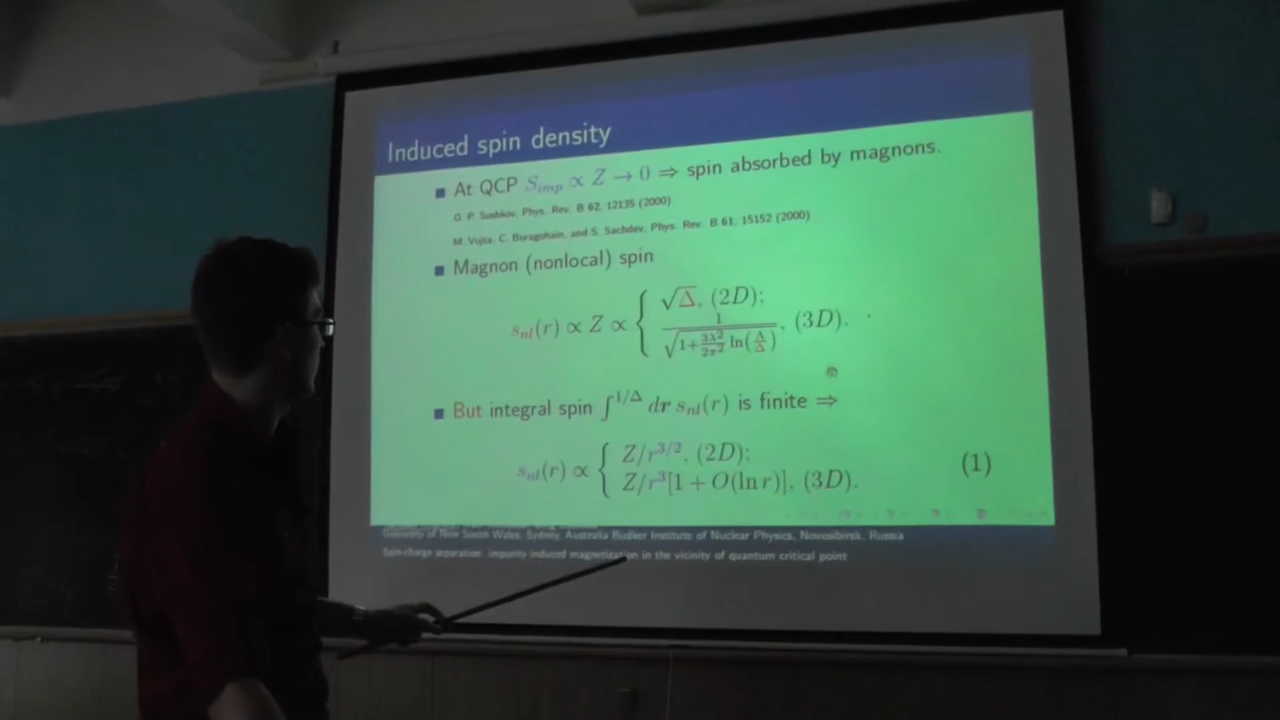 Induced spin density
At QCP S_imp ∝ Z → 0 ⇒ spin absorbed by magnons.
O. P. Sushkov, Phys. Rev. B 62, 12135 (2000)
M. Vojta, C. Buragohain, and S. Sachdev, Phys. Rev. B 61, 15152 (2000)
Magnon (nonlocal) spin
s_nl(r) ∝ Z ∝ { √Δ, (2D);
1/√(1+3λ²/2π² ln(Λ/Δ)), (3D).
But integral spin ∫^{1/Δ} dr s_nl(r) is finite ⇒
s_nl(r) ∝ { Z/r^{3/2}, (2D);
Z/r³[1 + O(ln r)], (3D).
(1)
University of New South Wales, Sydney, Australia Budker Institute of Nuclear Physics, Novosibirsk, Russia
Spin-charge separation: impurity induced magnetization in the vicinity of quantum critical point